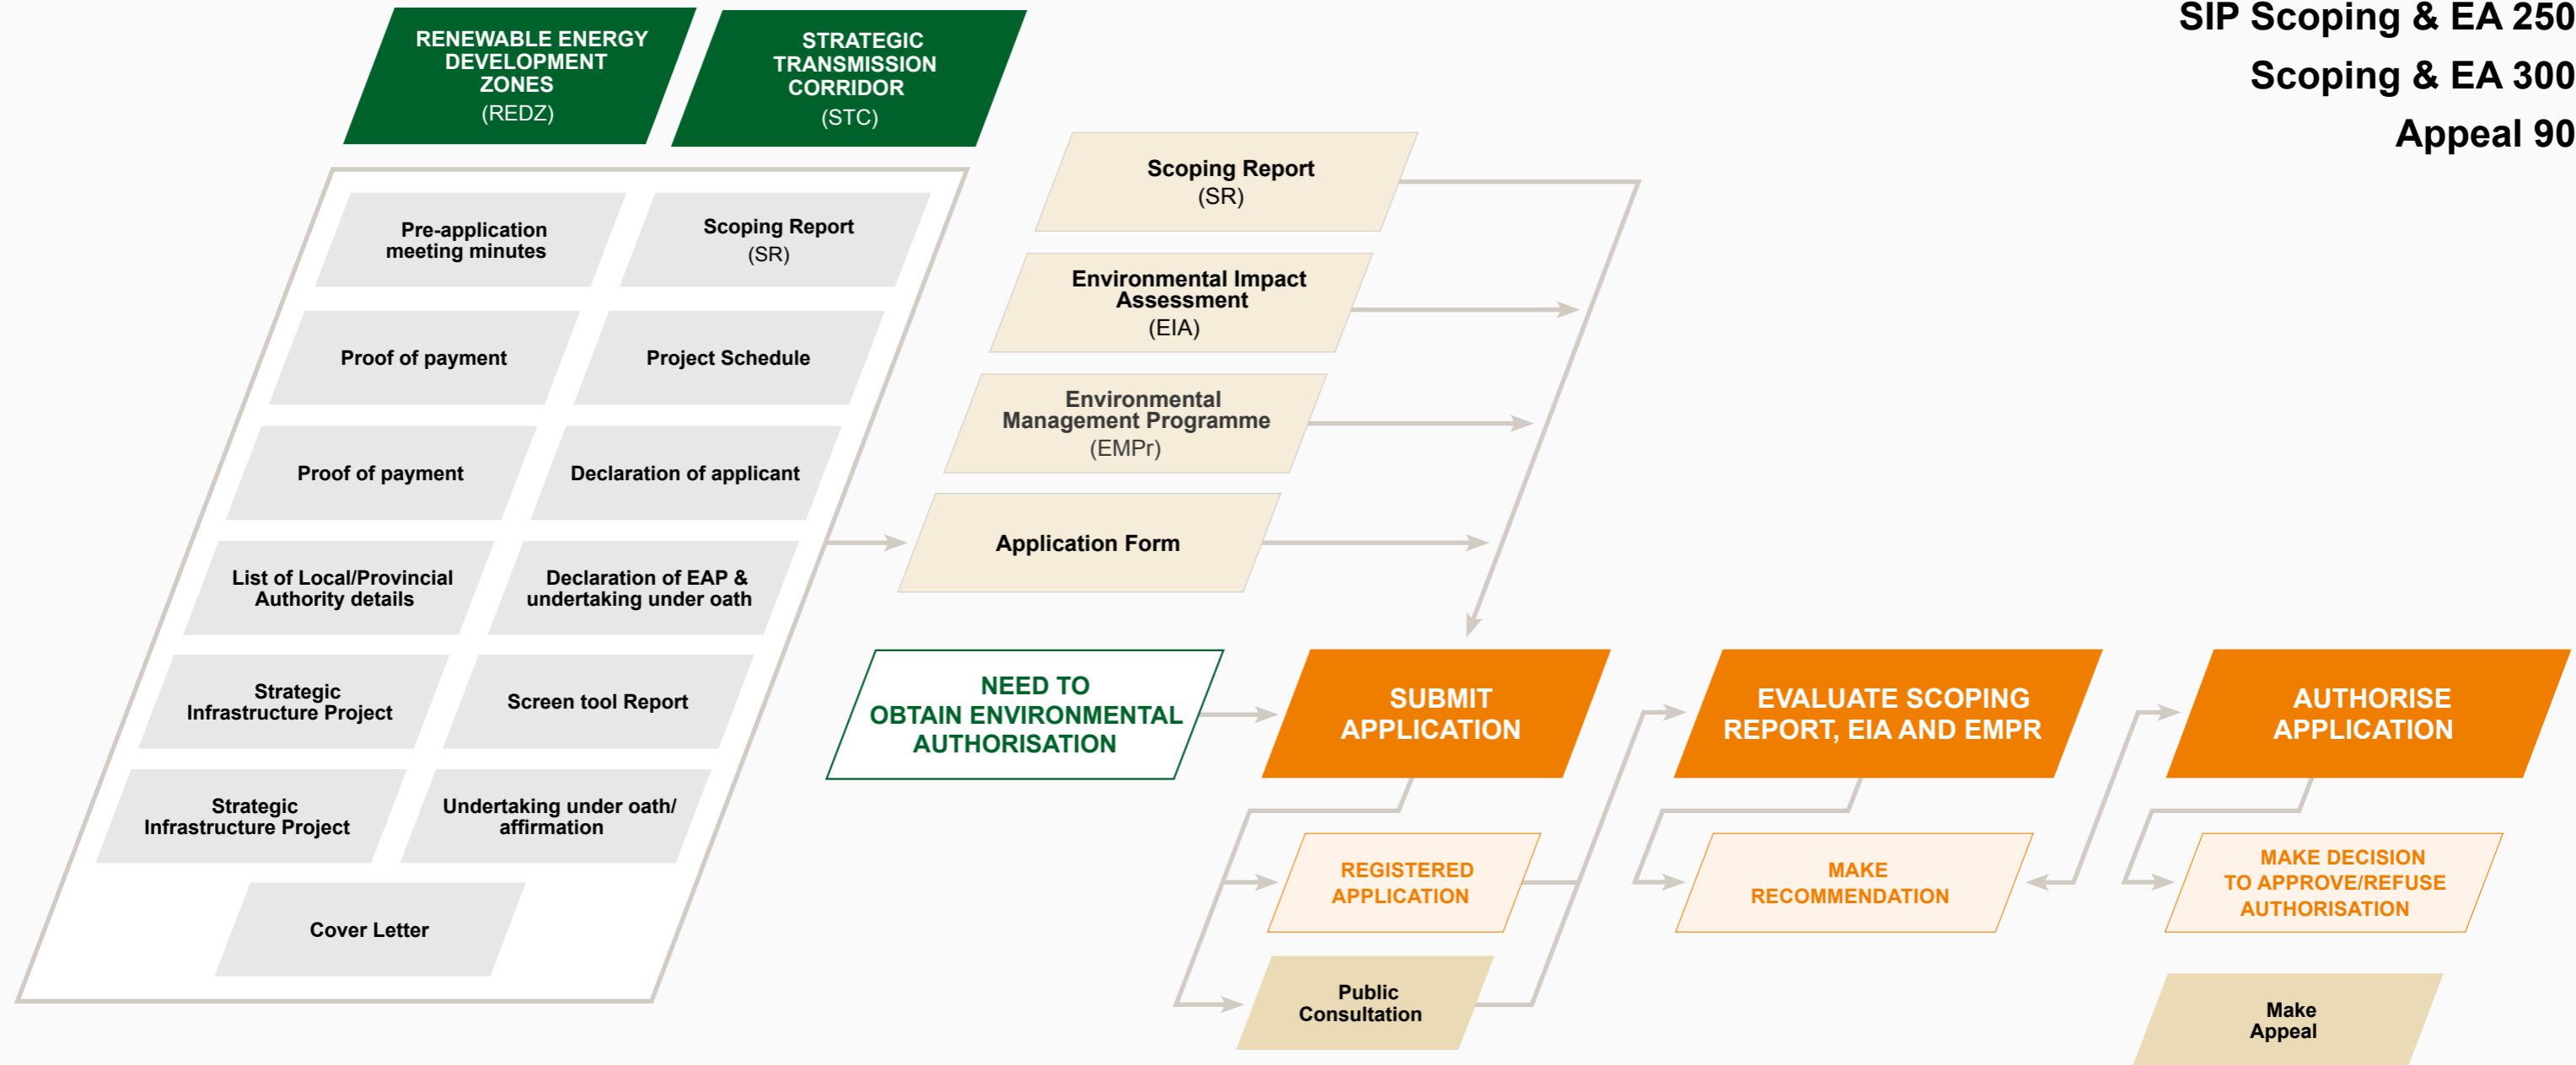 SIP Scoping & EA 250
Scoping & EA 300
Appeal 90
RENEWABLE ENERGY
DEVELOPMENT
ZONES
(REDZ)
STRATEGIC
TRANSMISSION
CORRIDOR
(STC)
Pre-application
meeting minutes
Scoping Report
(SR)
Proof of payment
Project Schedule
Proof of payment
Declaration of applicant
List of Local/Provincial
Authority details
Declaration of EAP &
undertaking under oath
Strategic
Infrastructure Project
Screen tool Report
Strategic
Infrastructure Project
Undertaking under oath/
affirmation
Cover Letter
Scoping Report
(SR)
Environmental Impact
Assessment
(EIA)
Environmental
Management Programme
(EMPr)
Application Form
NEED TO
OBTAIN ENVIRONMENTAL
AUTHORISATION
SUBMIT
APPLICATION
REGISTERED
APPLICATION
Public
Consultation
EVALUATE SCOPING
REPORT, EIA AND EMPR
MAKE
RECOMMENDATION
AUTHORISE
APPLICATION
MAKE DECISION
TO APPROVE/REFUSE
AUTHORISATION
Make
Appeal